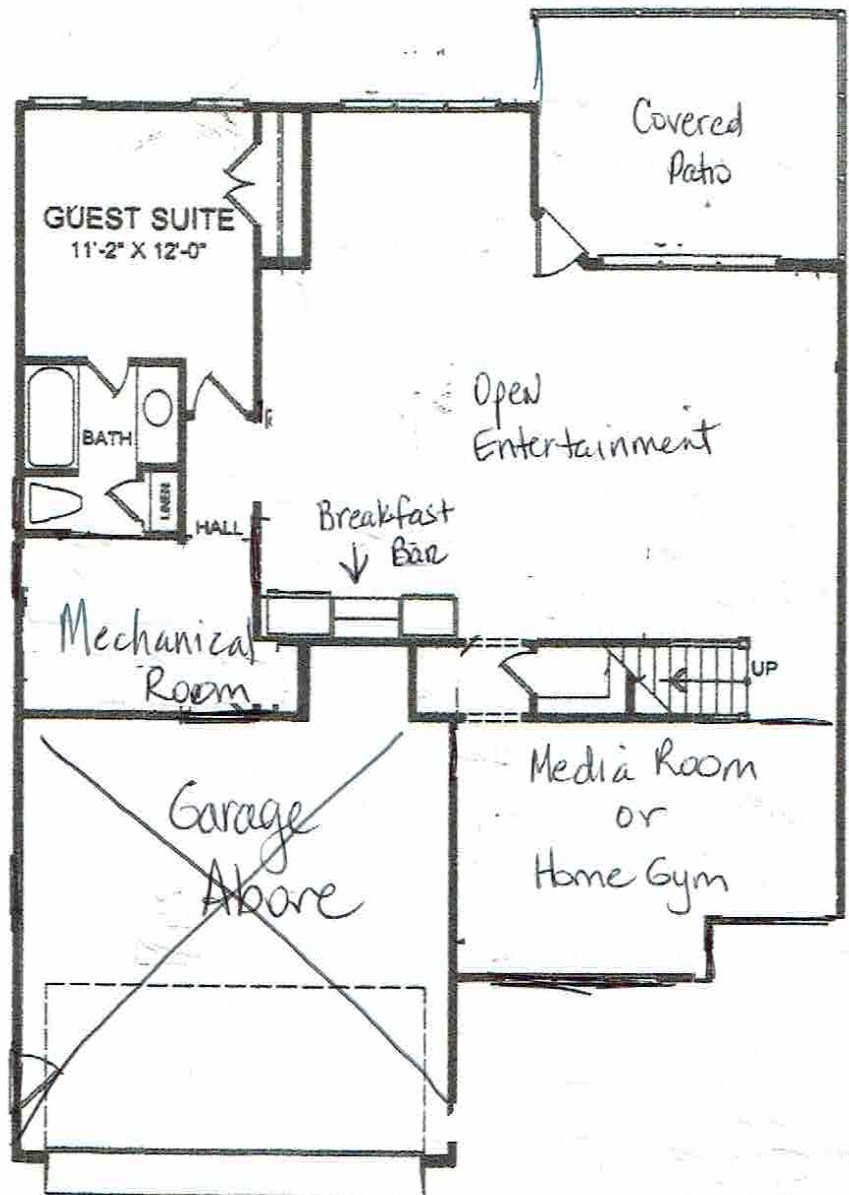 Covered
Patio
GUEST SUITE
11'-2" X 12'-0"
Open
Entertainment
BATH
LINEN
HALL
Breakfast
Bar
Mechanical
Room
UP
Media Room
or
Home Gym
Garage
Above